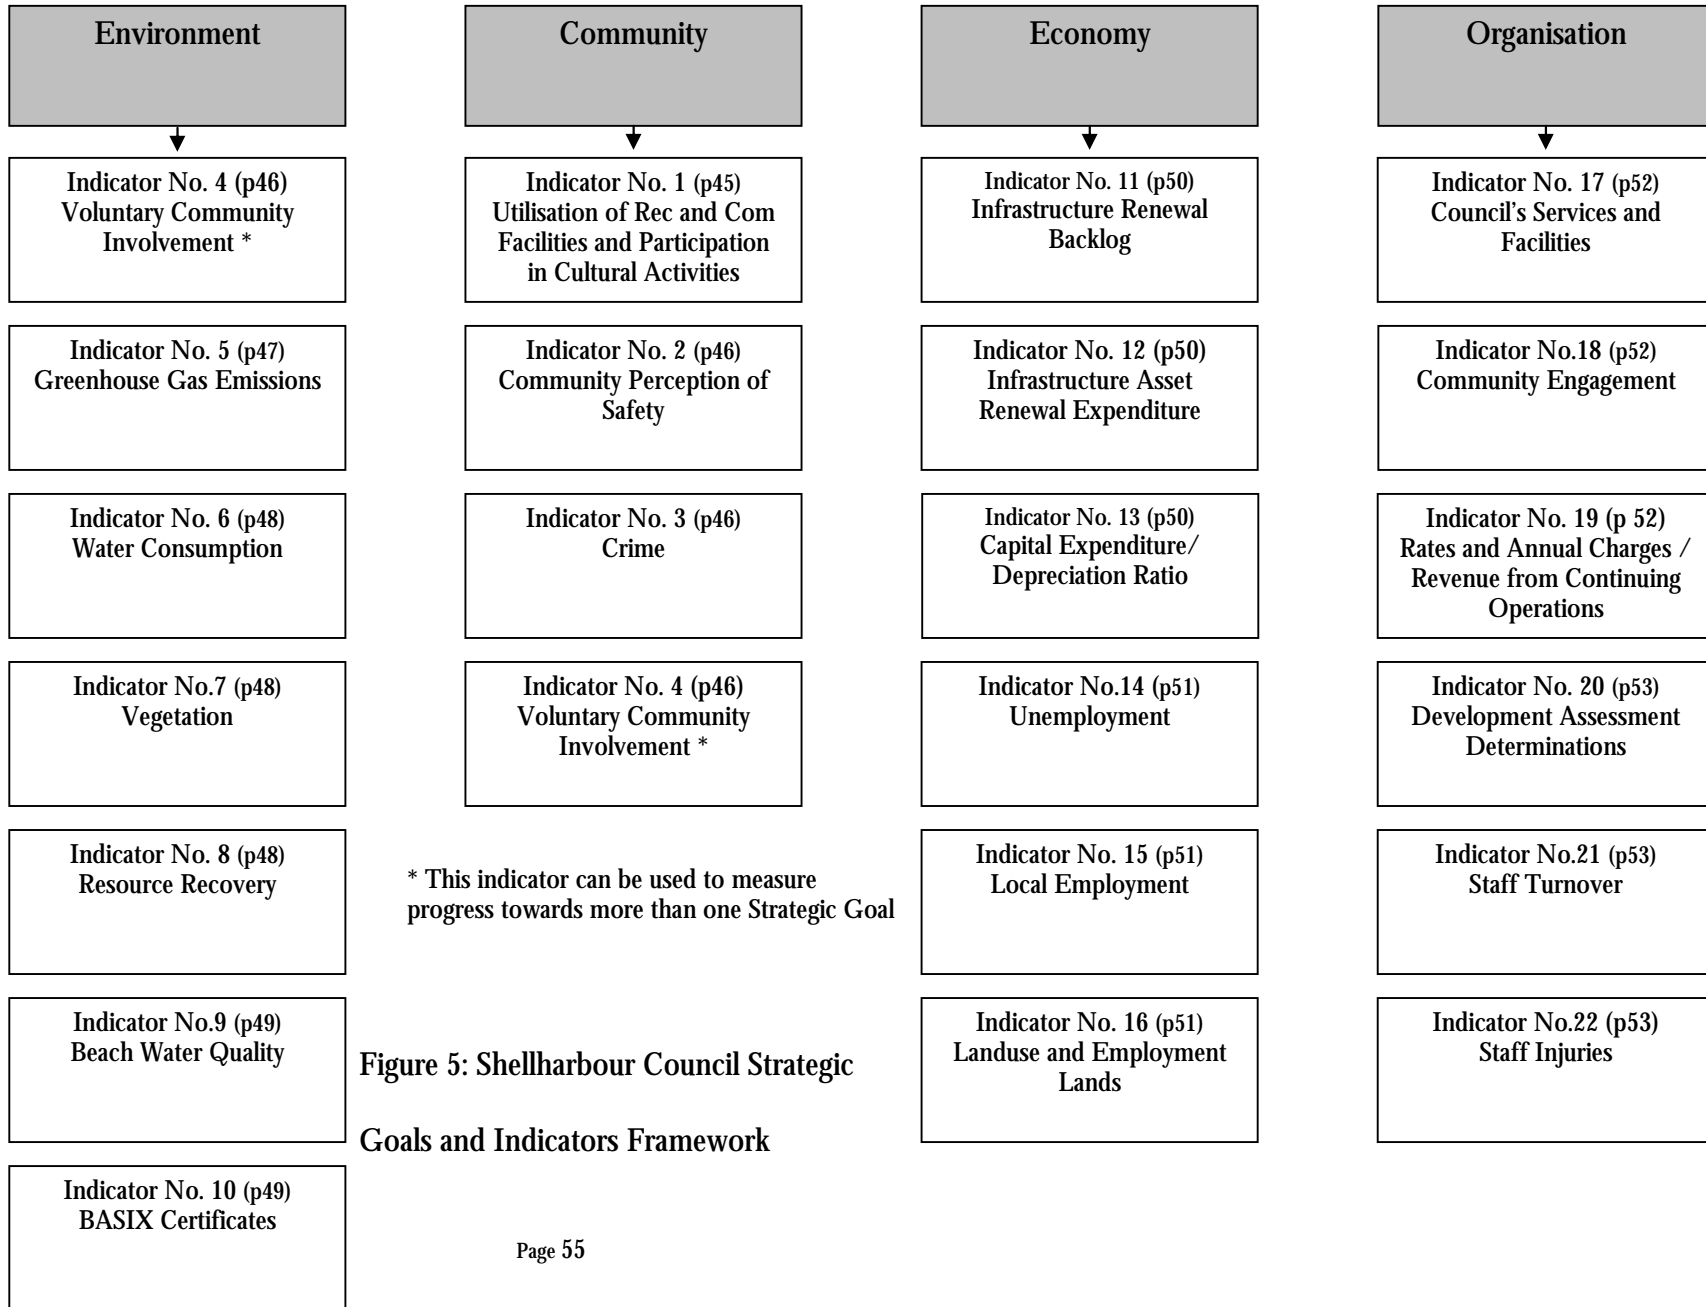 Environment
Indicator No. 4 (p46)
Voluntary Community
Involvement *
Indicator No. 5 (p47)
Greenhouse Gas Emissions
Indicator No. 6 (p48)
Water Consumption
Indicator No.7 (p48)
Vegetation
Indicator No. 8 (p48)
Resource Recovery
Indicator No.9 (p49)
Beach Water Quality
Indicator No. 10 (p49)
BASIX Certificates
Community
Indicator No. 1 (p45)
Utilisation of Rec and Com
Facilities and Participation
in Cultural Activities
Indicator No. 2 (p46)
Community Perception of
Safety
Indicator No. 3 (p46)
Crime
Indicator No. 4 (p46)
Voluntary Community
Involvement *
* This indicator can be used to measure
progress towards more than one Strategic Goal
Economy
Indicator No. 11 (p50)
Infrastructure Renewal
Backlog
Indicator No. 12 (p50)
Infrastructure Asset
Renewal Expenditure
Indicator No. 13 (p50)
Capital Expenditure/
Depreciation Ratio
Indicator No.14 (p51)
Unemployment
Indicator No. 15 (p51)
Local Employment
Indicator No. 16 (p51)
Landuse and Employment
Lands
Organisation
Indicator No. 17 (p52)
Council's Services and
Facilities
Indicator No.18 (p52)
Community Engagement
Indicator No. 19 (p 52)
Rates and Annual Charges /
Revenue from Continuing
Operations
Indicator No. 20 (p53)
Development Assessment
Determinations
Indicator No.21 (p53)
Staff Turnover
Indicator No.22 (p53)
Staff Injuries
Figure 5: Shellharbour Council Strategic
Goals and Indicators Framework
Page 55